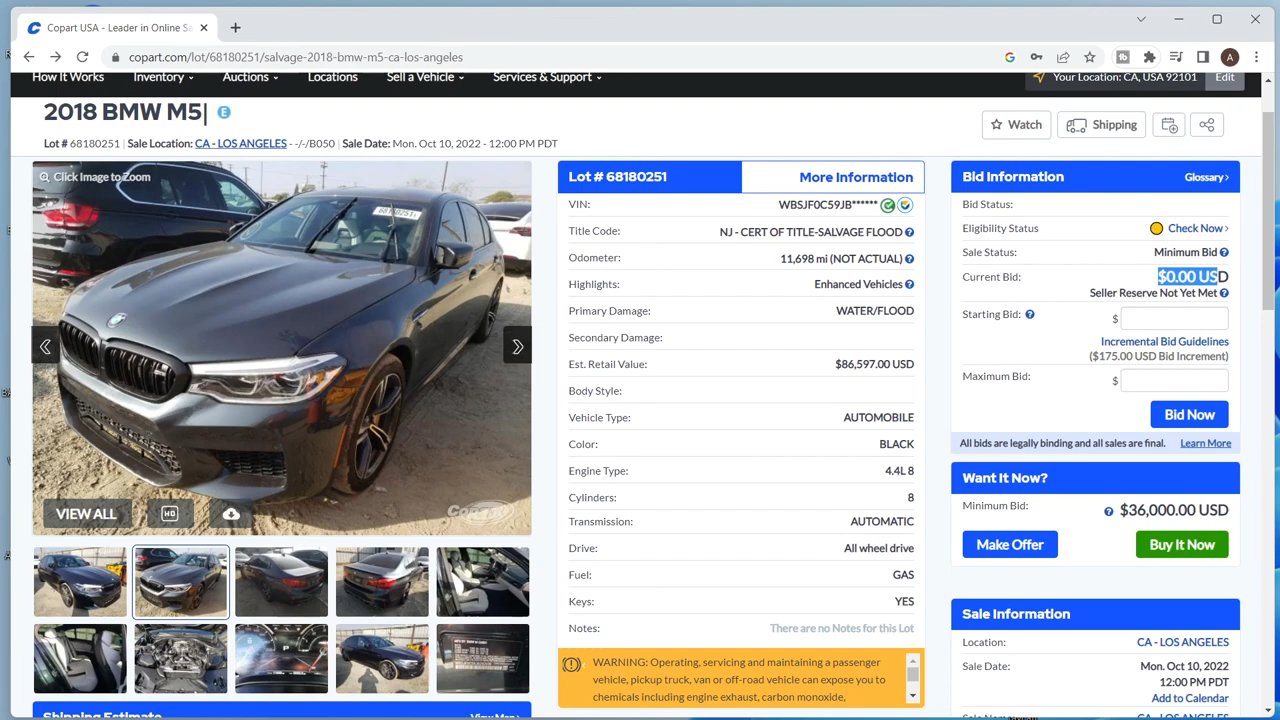 Copart USA - Leader in Online Sa
copart.com/lot/68180251/salvage-2018-bmw-m5-ca-los-angeles
A
How It Works
Inventory
Auctions
Locations
Sell a Vehicle
Services & Support
Your Location: CA, USA 92101
Edit
2018 BMW M5|
E
Lot # 68180251 | Sale Location: CA - LOS ANGELES - -/-/B050 | Sale Date: Mon. Oct 10, 2022 - 12:00 PM PDT
Watch
Shipping
Click Image to Zoom
68180251
VIEW ALL
HD
Copart
Shipping Estimate
View Map
Lot # 68180251
More Information
VIN: WBSJF0C59JB******
Title Code: NJ - CERT OF TITLE-SALVAGE FLOOD
Odometer: 11,698 mi (NOT ACTUAL)
Highlights: Enhanced Vehicles
Primary Damage: WATER/FLOOD
Secondary Damage:
Est. Retail Value: $86,597.00 USD
Body Style:
Vehicle Type: AUTOMOBILE
Color: BLACK
Engine Type: 4.4L 8
Cylinders: 8
Transmission: AUTOMATIC
Drive: All wheel drive
Fuel: GAS
Keys: YES
Notes: There are no Notes for this Lot
WARNING: Operating, servicing and maintaining a passenger
vehicle, pickup truck, van or off-road vehicle can expose you to
chemicals including engine exhaust, carbon monoxide,
Bid Information
Glossary
Bid Status:
Eligibility Status Check Now
Sale Status: Minimum Bid
Current Bid: $0.00 USD
Seller Reserve Not Yet Met
Starting Bid: $
Incremental Bid Guidelines
($175.00 USD Bid Increment)
Maximum Bid: $
Bid Now
All bids are legally binding and all sales are final. Learn More
Want It Now?
Minimum Bid: $36,000.00 USD
Make Offer
Buy It Now
Sale Information
Location: CA - LOS ANGELES
Sale Date: Mon. Oct 10, 2022
12:00 PM PDT
Add to Calendar
CA - LOS ANGELES